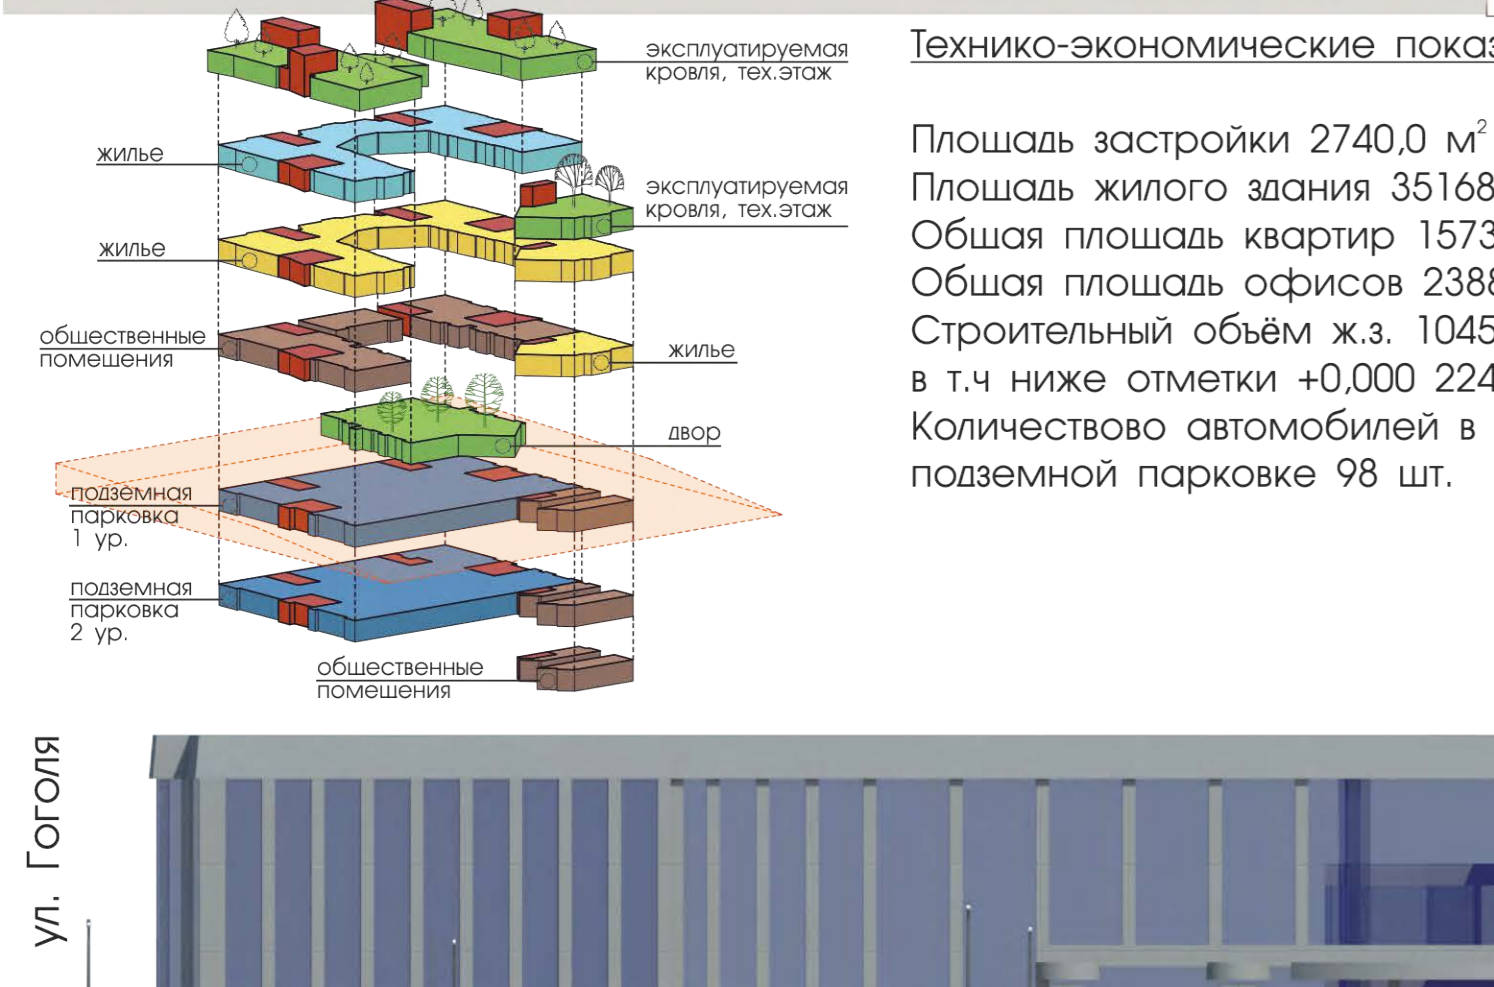 эксплуатируемая
кровля, тех.этаж
жилье
эксплуатируемая
кровля, тех.этаж
жилье
общественные
помещения
жилье
двор
подземная
парковка
1 ур.
подземная
парковка
2 ур.
общественные
помещения
Технико-экономические пока
Площадь застройки 2740,0 м²
Площадь жилого здания 35168
Общая площадь квартир 1573
Общая площадь офисов 2388
Строительный объём ж.з. 1045
в т.ч ниже отметки +0,000 224
Количествово автомобилей в
подземной парковке 98 шт.
ул. Гоголя